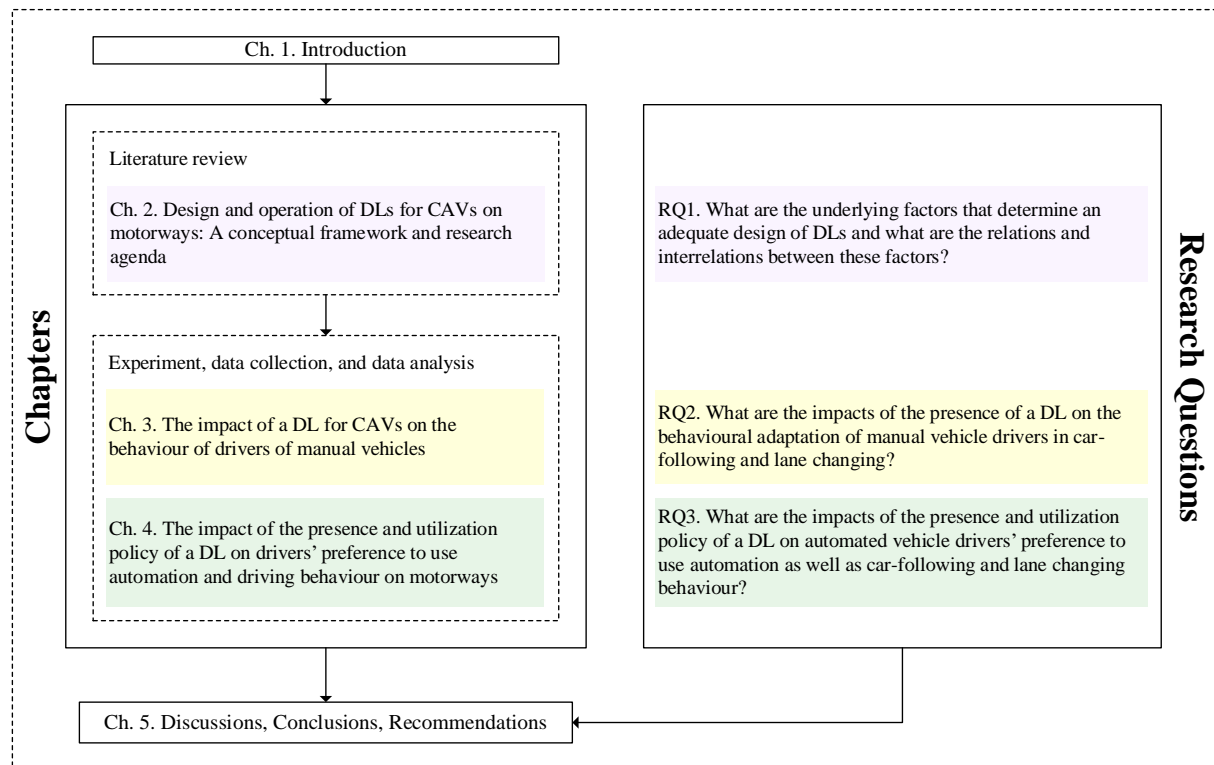 Ch. 1. Introduction
Chapters
Literature review
Ch. 2. Design and operation of DLs for CAVs on
motorways: A conceptual framework and research
agenda
Experiment, data collection, and data analysis
Ch. 3. The impact of a DL for CAVs on the
behaviour of drivers of manual vehicles
Ch. 4. The impact of the presence and utilization
policy of a DL on drivers’ preference to use
automation and driving behaviour on motorways
RQ1. What are the underlying factors that determine an
adequate design of DLs and what are the relations and
interrelations between these factors?
RQ2. What are the impacts of the presence of a DL on the
behavioural adaptation of manual vehicle drivers in car-
following and lane changing?
RQ3. What are the impacts of the presence and utilization
policy of a DL on automated vehicle drivers’ preference to
use automation as well as car-following and lane changing
behaviour?
Research Questions
Ch. 5. Discussions, Conclusions, Recommendations